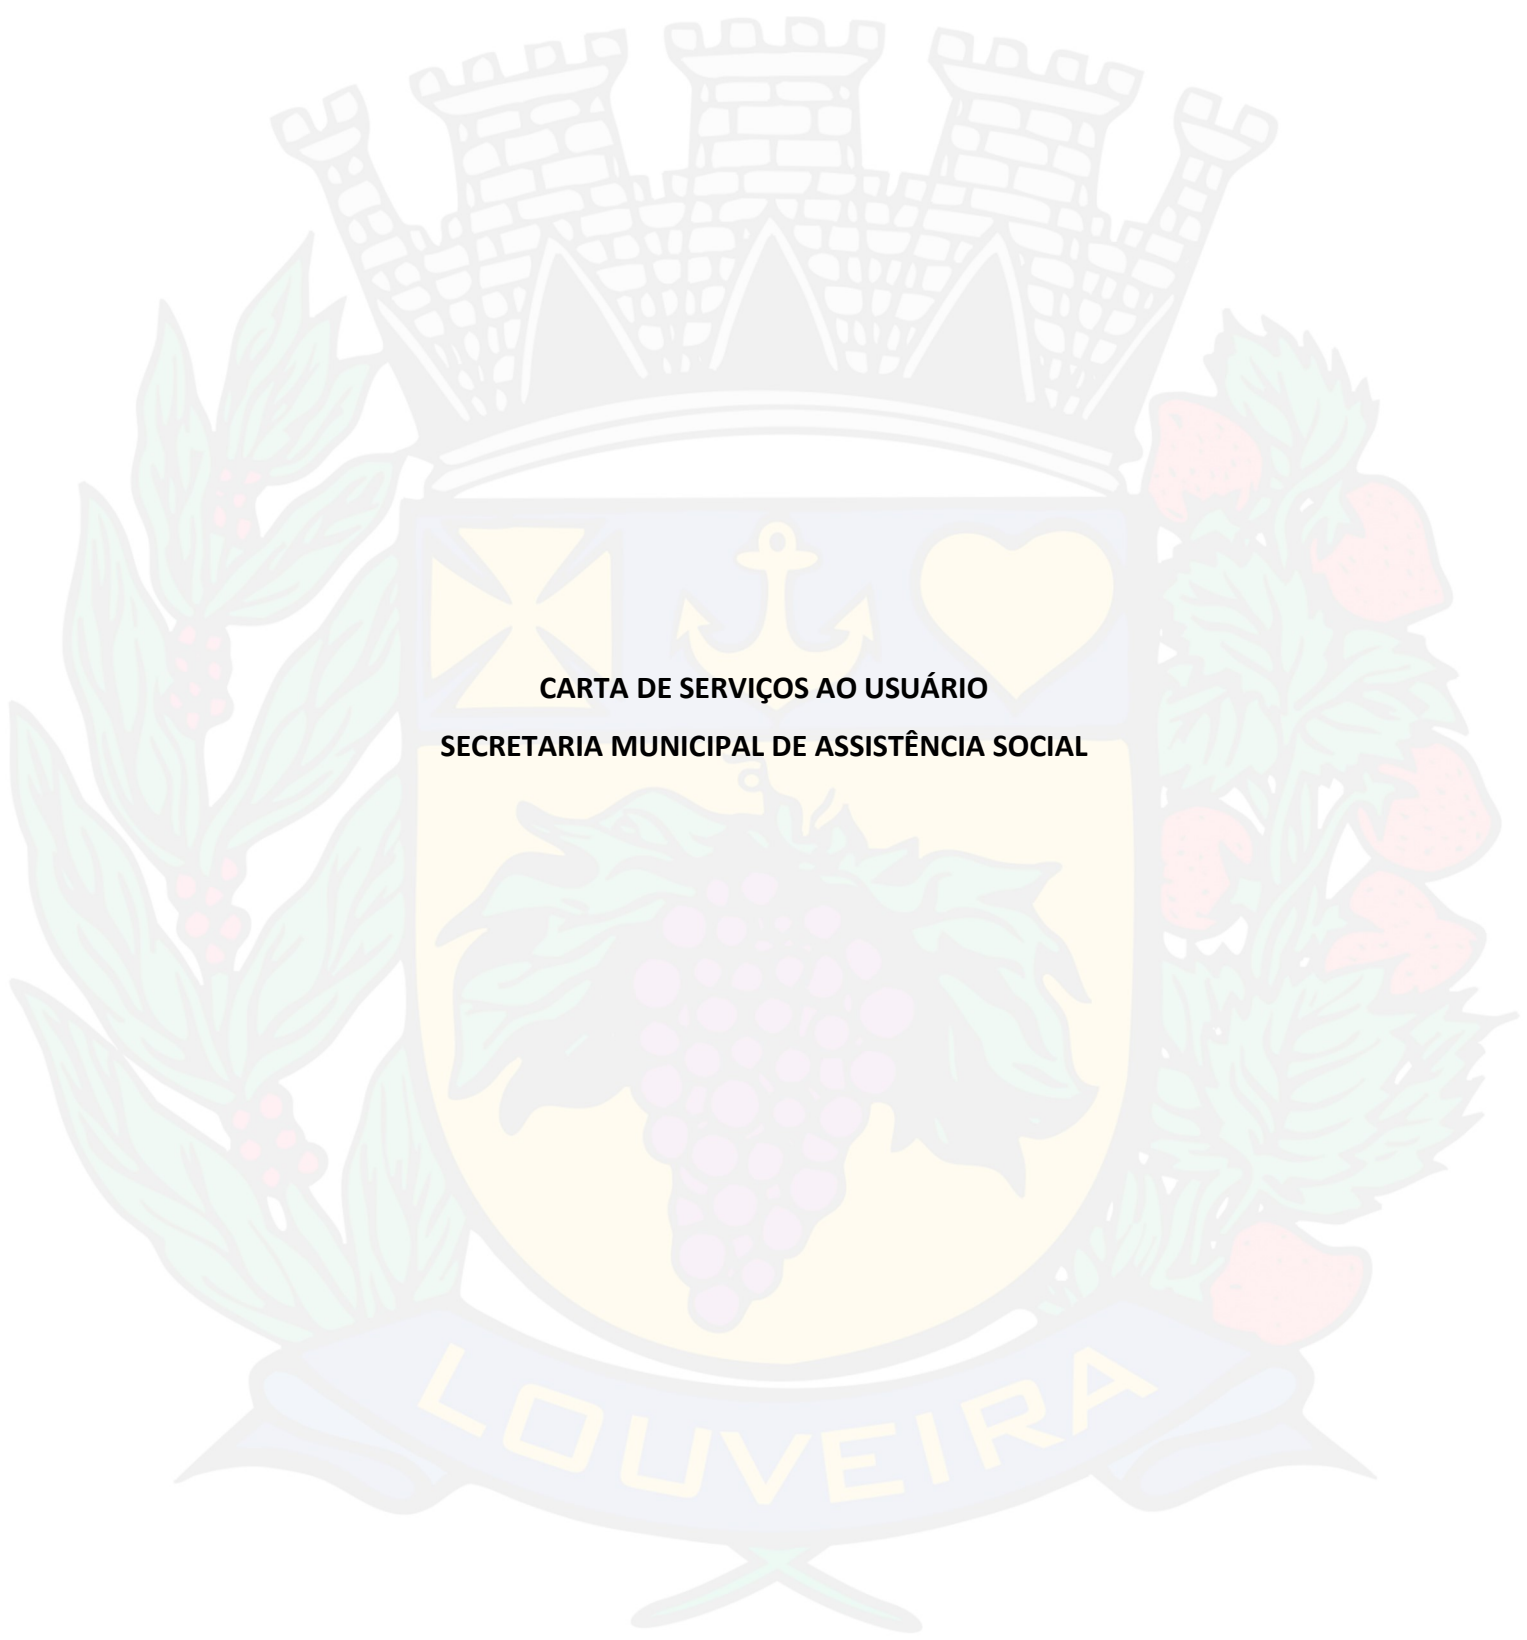 CARTA DE SERVIÇOS AO USUÁRIO
SECRETARIA MUNICIPAL DE ASSISTÊNCIA SOCIAL
LOUVEIRA